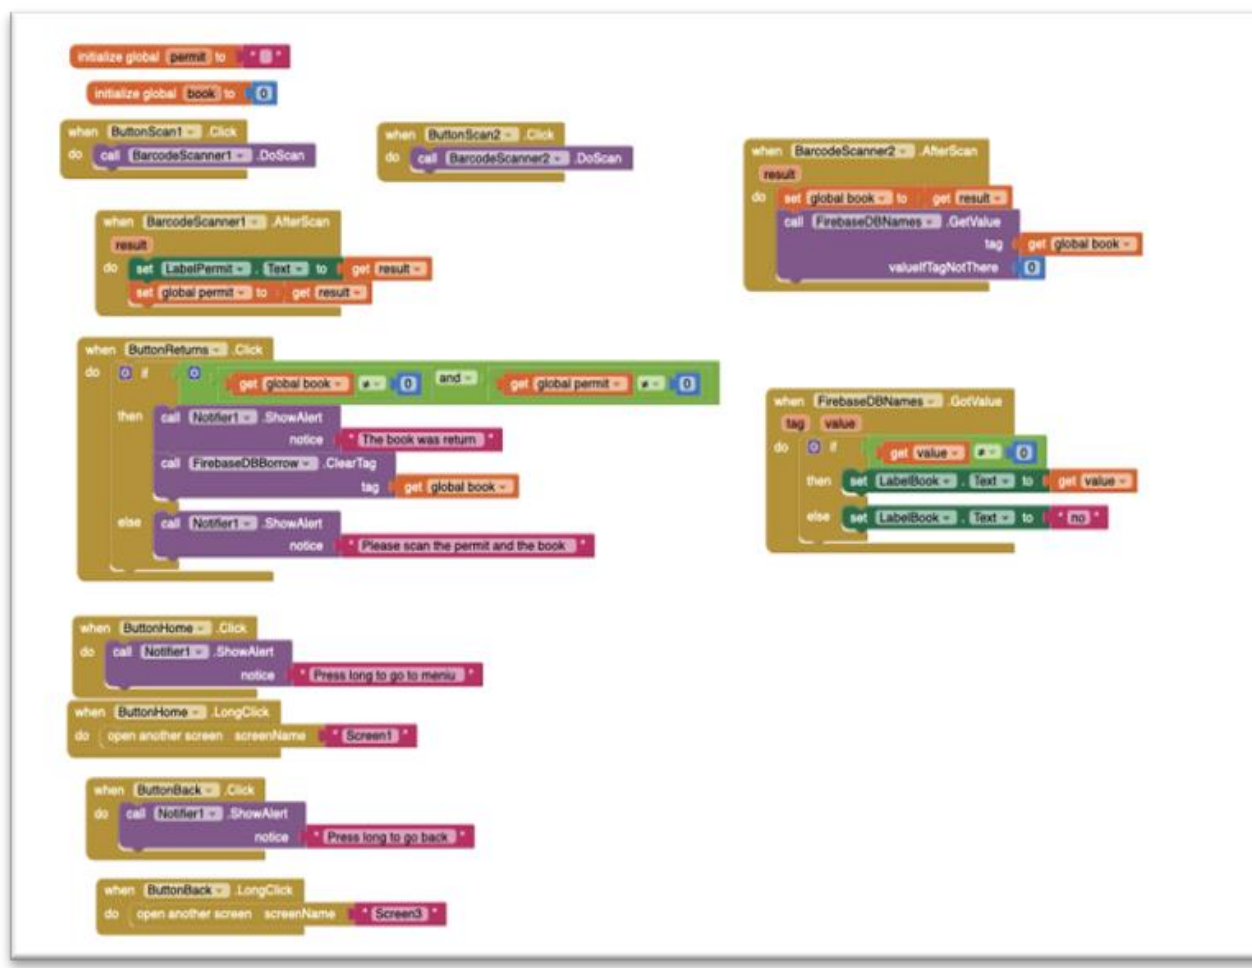 initialize global permit to " "
initialize global book to 0
when ButtonScan1 .Click
do call BarcodeScanner1 .DoScan
when ButtonScan2 .Click
do call BarcodeScanner2 .DoScan
when BarcodeScanner2 .AfterScan
result
do set global book to get result
call FirebaseDBNames .GetValue
tag get global book
valueIfTagNotThere 0
when BarcodeScanner1 .AfterScan
result
do set LabelPermit . Text to get result
set global permit to get result
when ButtonReturns .Click
do if get global book ≠ 0 and get global permit ≠ 0
then call Notifier1 .ShowAlert
notice " The book was return "
call FirebaseDBBorrow .ClearTag
tag get global book
else call Notifier1 .ShowAlert
notice " Please scan the permit and the book "
when FirebaseDBNames .GotValue
tag value
do if get value ≠ 0
then set LabelBook . Text to get value
else set LabelBook . Text to " no "
when ButtonHome .Click
do call Notifier1 .ShowAlert
notice " Press long to go to meniu "
when ButtonHome .LongClick
do open another screen screenName " Screen1 "
when ButtonBack .Click
do call Notifier1 .ShowAlert
notice " Press long to go back "
when ButtonBack .LongClick
do open another screen screenName " Screen3 "